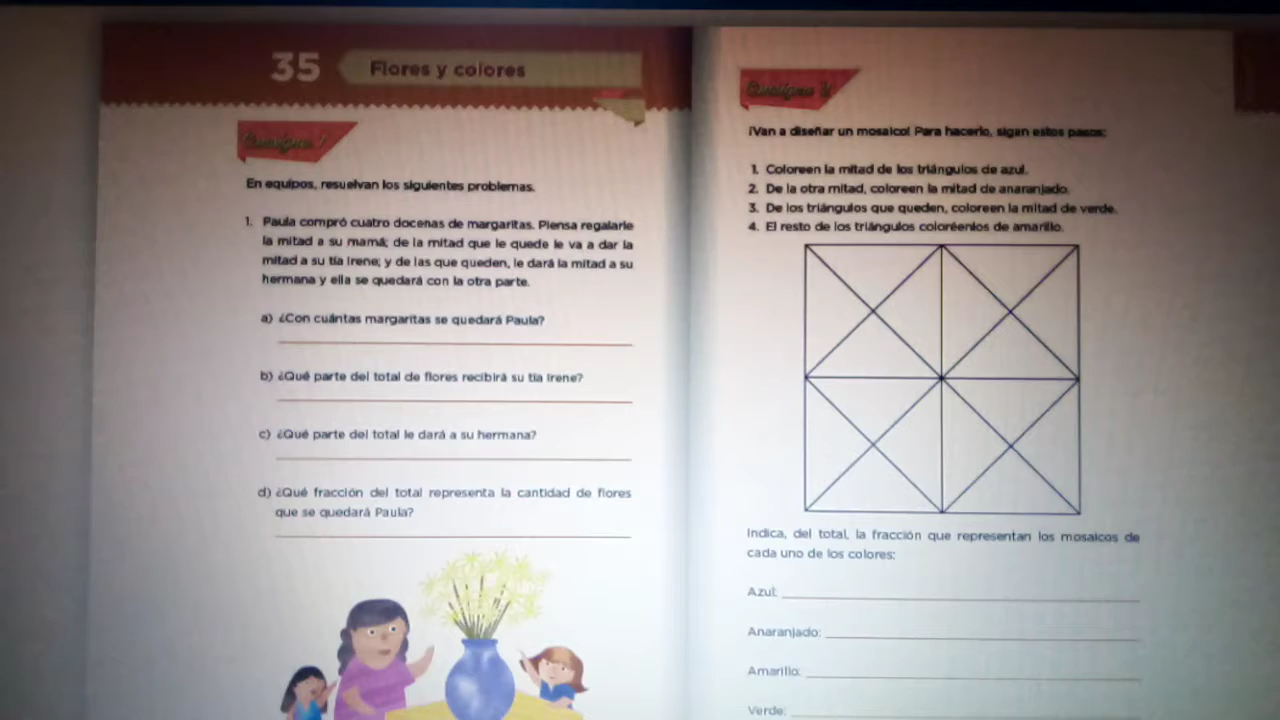 35
Flores y colores
Consigna 1
En equipos, resuelvan los siguientes problemas.
1. Paula compró cuatro docenas de margaritas. Piensa regalarle
la mitad a su mamá; de la mitad que le quede le va a dar la
mitad a su tía Irene; y de las que queden, le dará la mitad a su
hermana y ella se quedará con la otra parte.
a) ¿Con cuántas margaritas se quedará Paula?
b) ¿Qué parte del total de flores recibirá su tía Irene?
c) ¿Qué parte del total le dará a su hermana?
d) ¿Qué fracción del total representa la cantidad de flores
que se quedará Paula?
Consigna
¡Van a diseñar un mosaico! Para hacerlo, sigan estos pasos:
1. Coloreen la mitad de los triángulos de azul.
2. De la otra mitad, coloreen la mitad de anaranjado.
3. De los triángulos que queden, coloreen la mitad de verde.
4. El resto de los triángulos coloréenlos de amarillo.
Indica, del total, la fracción que representan los mosaicos de
cada uno de los colores:
Azul:
Anaranjado:
Amarillo:
Verde: